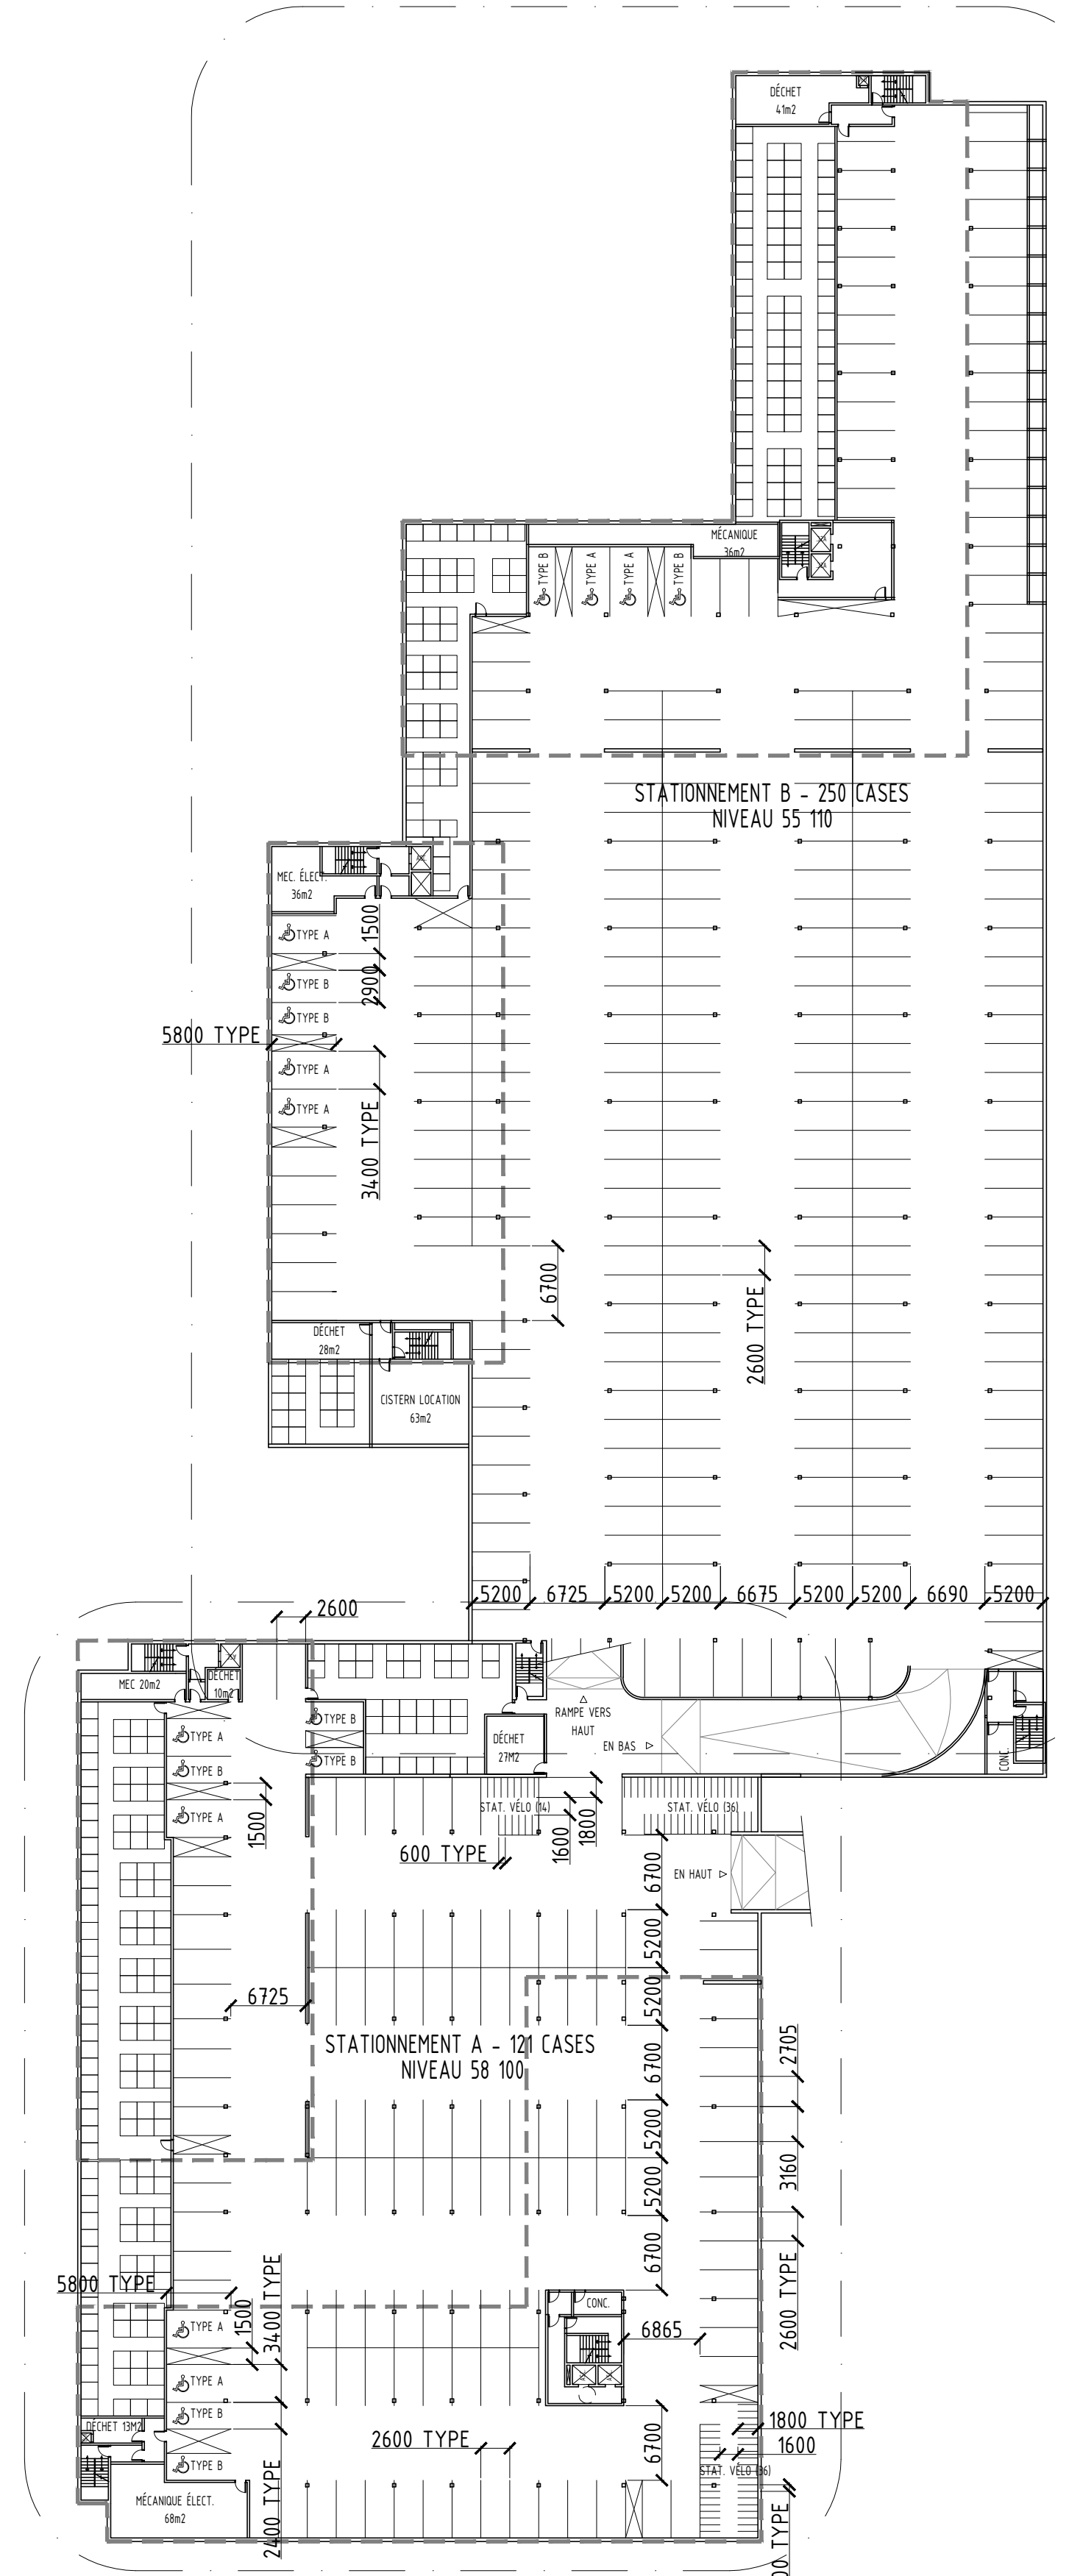 DÉCHET
41m2
MÉCANIQUE
36m2
TYPE B
TYPE A
TYPE A
TYPE B
STATIONNEMENT B - 250 CASES
NIVEAU 55 110
MEC. ÉLECT.
36m2
TYPE A
1500
TYPE B
2900
TYPE B
5800 TYPE
TYPE A
TYPE A
3400 TYPE
6700
2600 TYPE
DÉCHET
28m2
CISTERN LOCATION
63m2
5200
6725
5200
5200
6675
5200
5200
6690
5200
2600
MEC 20m2
DÉCHET
10m2
TYPE A
TYPE B
TYPE A
1500
TYPE B
TYPE B
DÉCHET
27M2
RAMPE VERS
HAUT
EN BAS
CONC.
STAT. VÉLO (14)
STAT. VÉLO (36)
600 TYPE
1600
1800
6700
EN HAUT
5200
5200
6725
STATIONNEMENT A - 121 CASES
NIVEAU 58 100
6700
2705
5200
3160
5200
6700
2600 TYPE
5800 TYPE
TYPE A
1500
3400 TYPE
CONC.
6865
TYPE A
TYPE B
TYPE B
DÉCHET 13M2
2600 TYPE
6700
1800 TYPE
1600
STAT. VÉLO (36)
MÉCANIQUE ÉLECT.
68m2
2400 TYPE
TYPE